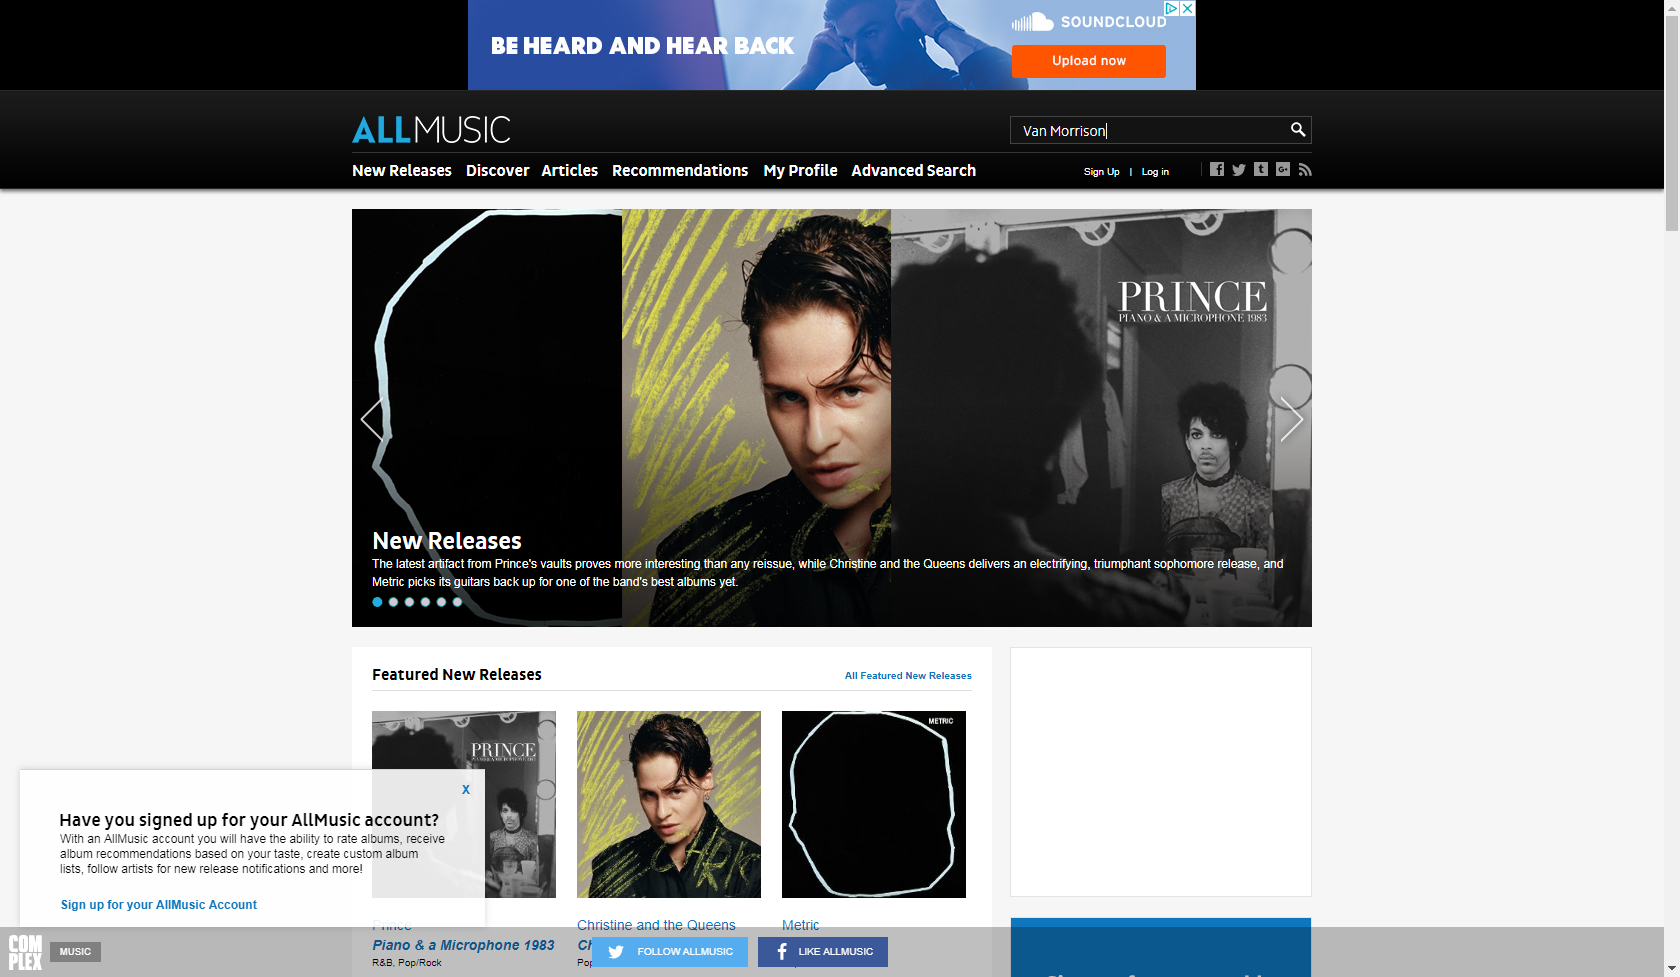 BE HEARD AND HEAR BACK
SOUNDCLOUD
Upload now
ALLMUSIC
Van Morrison
New Releases Discover Articles Recommendations My Profile Advanced Search
Sign Up | Log in
PRINCE
PIANO & A MICROPHONE 1983
New Releases
The latest artifact from Prince's vaults proves more interesting than any reissue, while Christine and the Queens delivers an electrifying, triumphant sophomore release, and
Metric picks its guitars back up for one of the band's best albums yet.
Featured New Releases
All Featured New Releases
PRINCE
PIANO & A MICROPHONE 1983
METRIC
X
Have you signed up for your AllMusic account?
With an AllMusic account you will have the ability to rate albums, receive
album recommendations based on your taste, create custom album
lists, follow artists for new release notifications and more!
Sign up for your AllMusic Account
Prince
Christine and the Queens
Metric
Piano & a Microphone 1983
Ch
R&B, Pop/Rock
Pop
COMPLEX
MUSIC
FOLLOW ALLMUSIC
LIKE ALLMUSIC